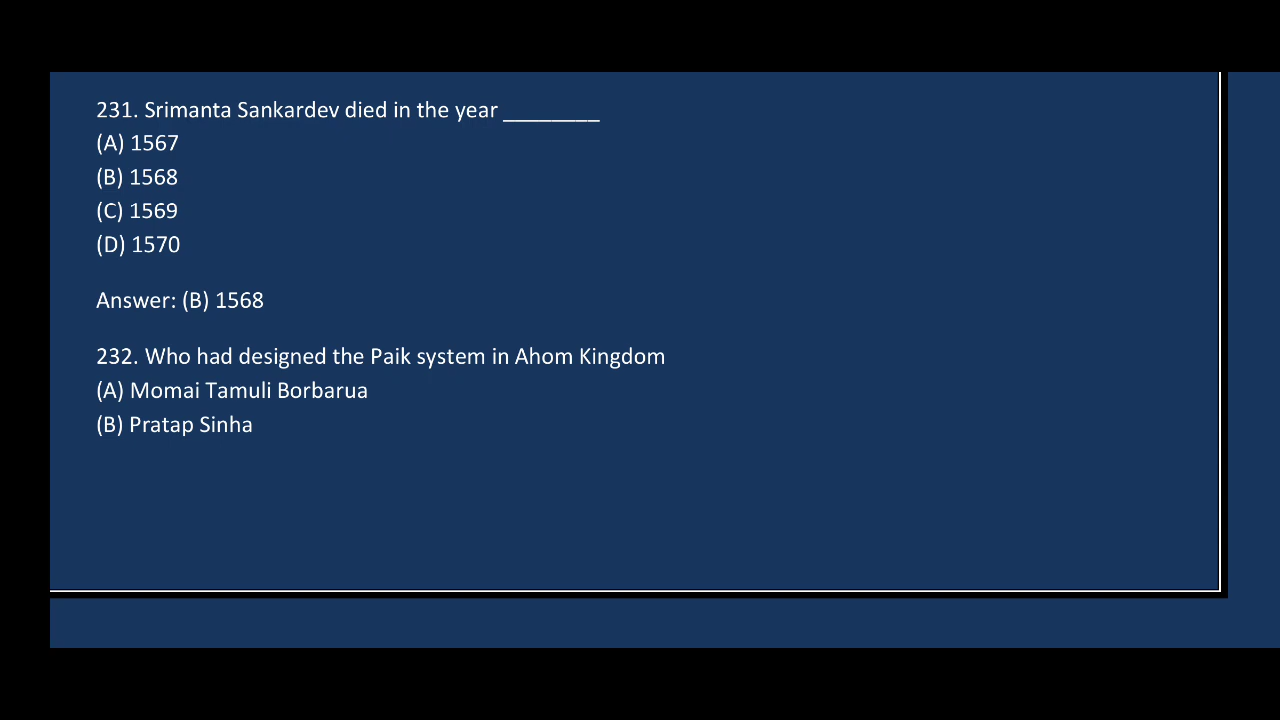 231. Srimanta Sankardev died in the year ________
(A) 1567
(B) 1568
(C) 1569
(D) 1570
Answer: (B) 1568
232. Who had designed the Paik system in Ahom Kingdom
(A) Momai Tamuli Borbarua
(B) Pratap Sinha